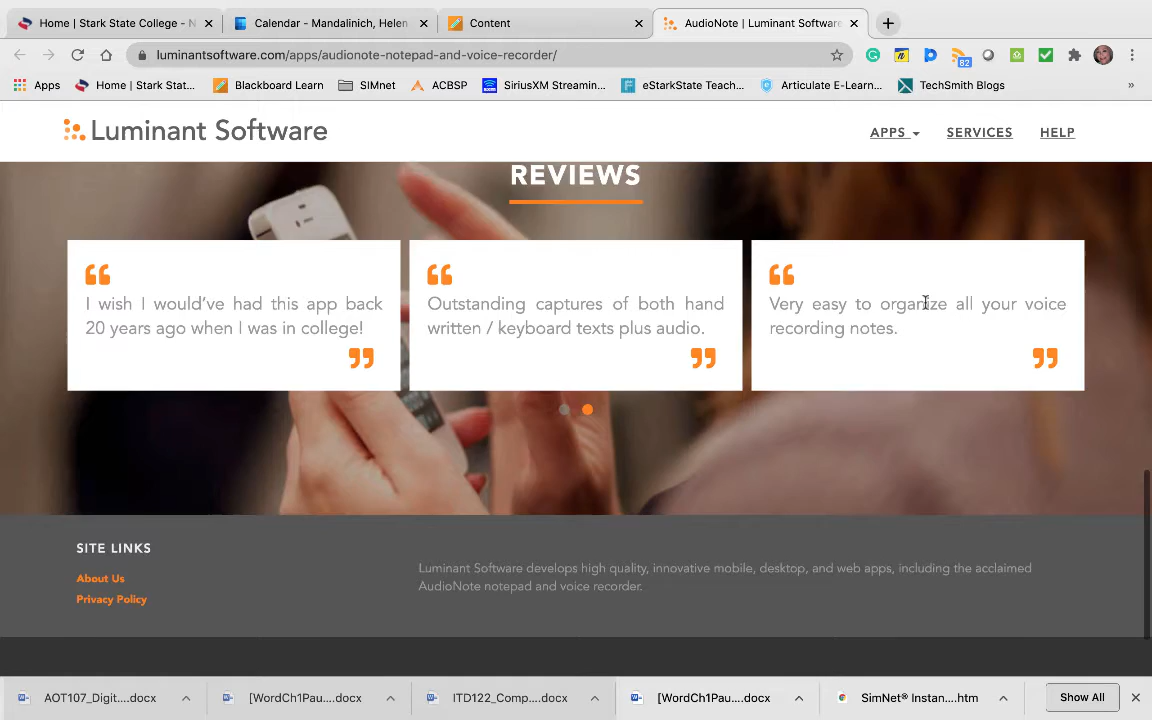 Home | Stark State College - N
Calendar - Mandalinich, Helen
Content
AudioNote | Luminant Software
luminantsoftware.com/apps/audionote-notepad-and-voice-recorder/
82
Apps
Home | Stark Stat...
Blackboard Learn
SIMnet
ACBSP
SiriusXM Streamin...
eStarkState Teach...
Articulate E-Learn...
TechSmith Blogs
»
Luminant Software
APPS
SERVICES
HELP
REVIEWS
“
I wish I would’ve had this app back
20 years ago when I was in college!
”
“
Outstanding captures of both hand
written / keyboard texts plus audio.
”
“
Very easy to organize all your voice
recording notes.
”
SITE LINKS
About Us
Privacy Policy
Luminant Software develops high quality, innovative mobile, desktop, and web apps, including the acclaimed
AudioNote notepad and voice recorder.
AOT107_Digit....docx
[WordCh1Pau....docx
ITD122_Comp....docx
[WordCh1Pau....docx
SimNet® Instan....htm
Show All